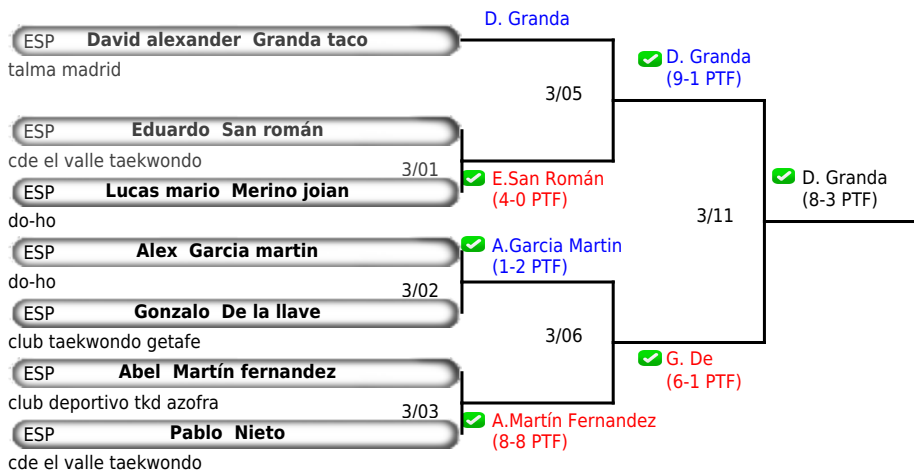 D. Granda
ESP David alexander Granda taco
talma madrid
D. Granda
(9-1 PTF)
3/05
ESP Eduardo San román
cde el valle taekwondo
3/01
E.San Román
(4-0 PTF)
ESP Lucas mario Merino joian
do-ho
D. Granda
(8-3 PTF)
3/11
ESP Alex Garcia martin
do-ho
A.Garcia Martin
(1-2 PTF)
3/02
ESP Gonzalo De la llave
club taekwondo getafe
3/06
G. De
(6-1 PTF)
ESP Abel Martín fernandez
club deportivo tkd azofra
3/03
A.Martín Fernandez
(8-8 PTF)
ESP Pablo Nieto
cde el valle taekwondo